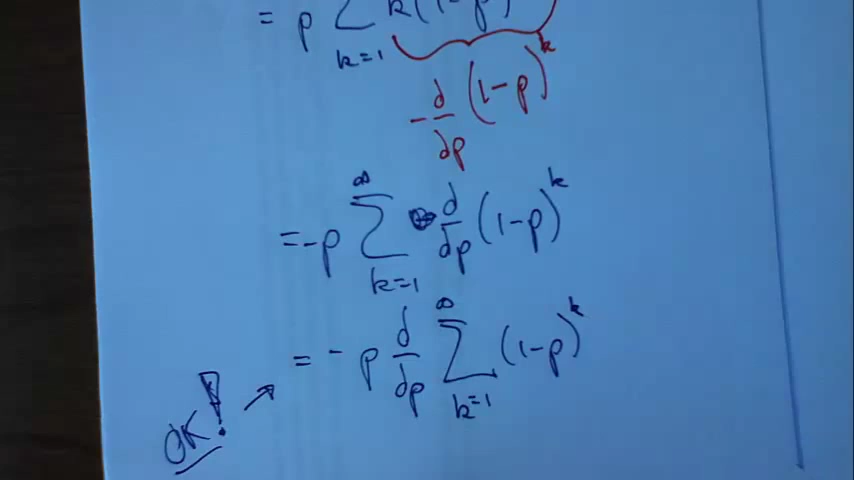 = p ∑_{k=1} k(1-p)
- d/dp (1-p)^k
= -p ∑_{k=1}^{∞} d/dp (1-p)^k
= - p d/dp ∑_{k=1}^{∞} (1-p)^k
OK!